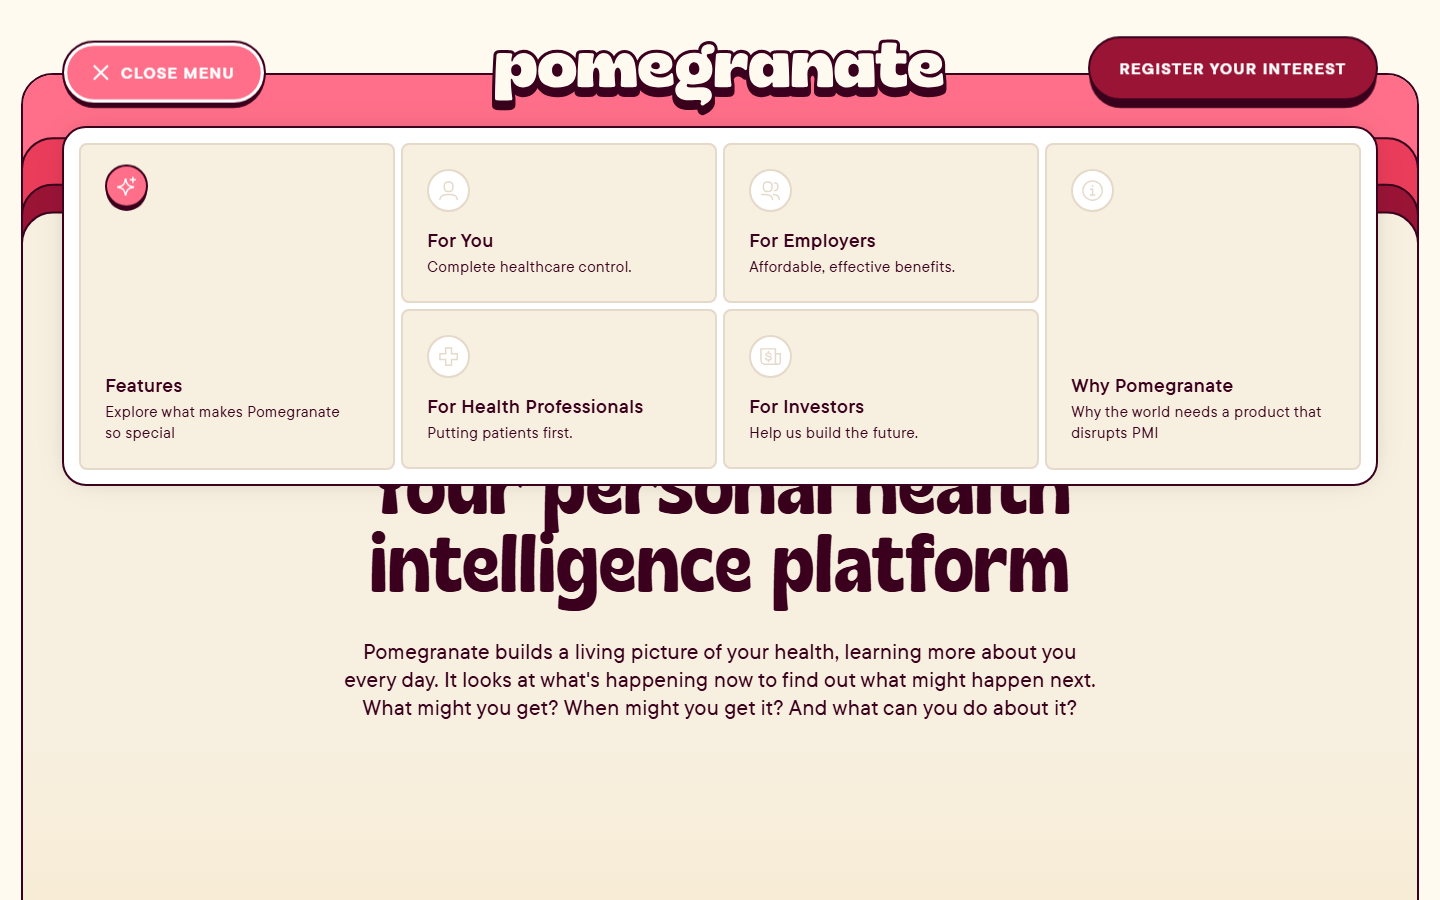 CLOSE MENU
pomegranate
REGISTER YOUR INTEREST
Features
Explore what makes Pomegranate
so special
For You
Complete healthcare control.
For Employers
Affordable, effective benefits.
For Health Professionals
Putting patients first.
For Investors
Help us build the future.
Why Pomegranate
Why the world needs a product that
disrupts PMI
Your personal health
intelligence platform
Pomegranate builds a living picture of your health, learning more about you
every day. It looks at what's happening now to find out what might happen next.
What might you get? When might you get it? And what can you do about it?